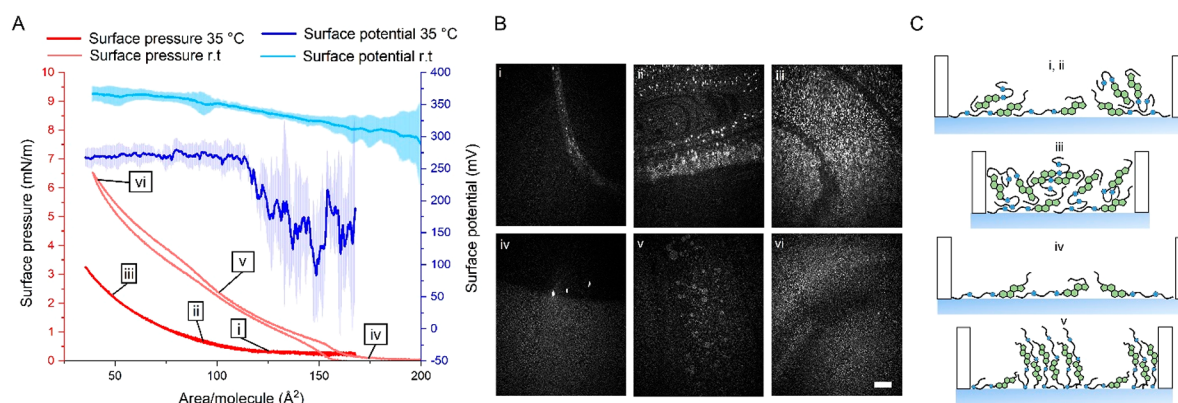 A
Surface pressure 35 °C
Surface potential 35 °C
Surface pressure r.t
Surface potential r.t
10
9
8
7
6
5
4
3
2
1
0
Surface pressure (mN/m)
400
350
300
250
200
150
100
50
0
-50
Surface potential (mV)
vi
v
iii
ii
i
iv
50
100
150
200
Area/molecule (Å²)
B
i
ii
iii
iv
v
vi
C
i, ii
iii
iv
v